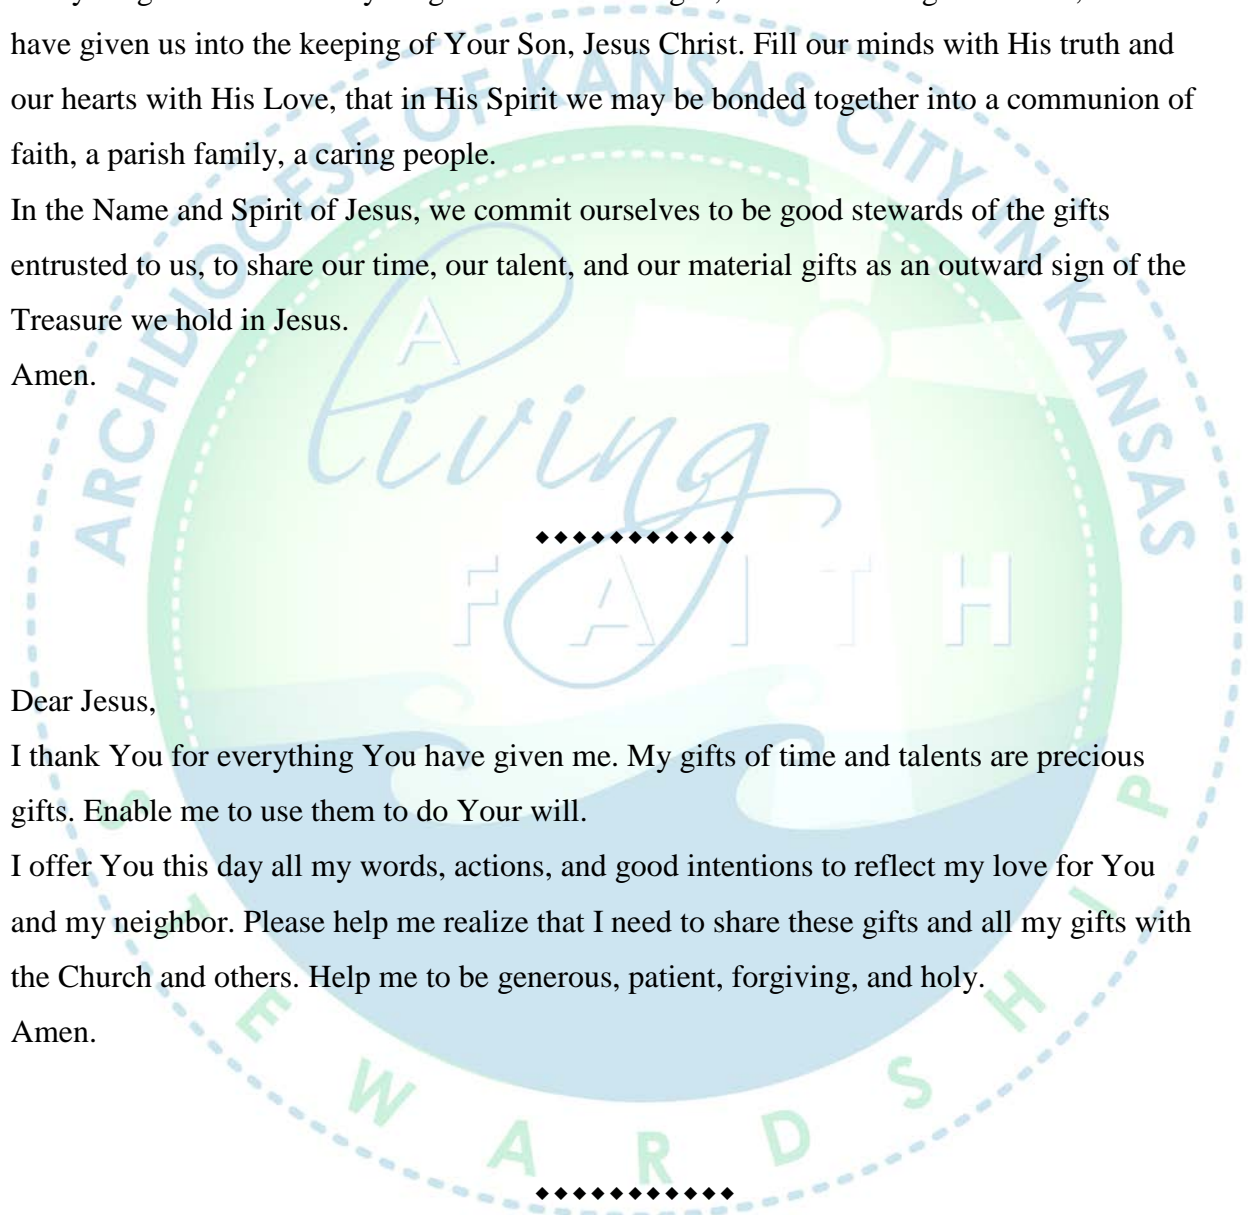 have given us into the keeping of Your Son, Jesus Christ. Fill our minds with His truth and
our hearts with His Love, that in His Spirit we may be bonded together into a communion of
faith, a parish family, a caring people.
In the Name and Spirit of Jesus, we commit ourselves to be good stewards of the gifts
entrusted to us, to share our time, our talent, and our material gifts as an outward sign of the
Treasure we hold in Jesus.
Amen.
ARCHDIOCESE OF KANSAS CITY IN KANSAS
A
Living
FAITH
Dear Jesus,
I thank You for everything You have given me. My gifts of time and talents are precious
gifts. Enable me to use them to do Your will.
I offer You this day all my words, actions, and good intentions to reflect my love for You
and my neighbor. Please help me realize that I need to share these gifts and all my gifts with
the Church and others. Help me to be generous, patient, forgiving, and holy.
Amen.
STEWARDSHIP